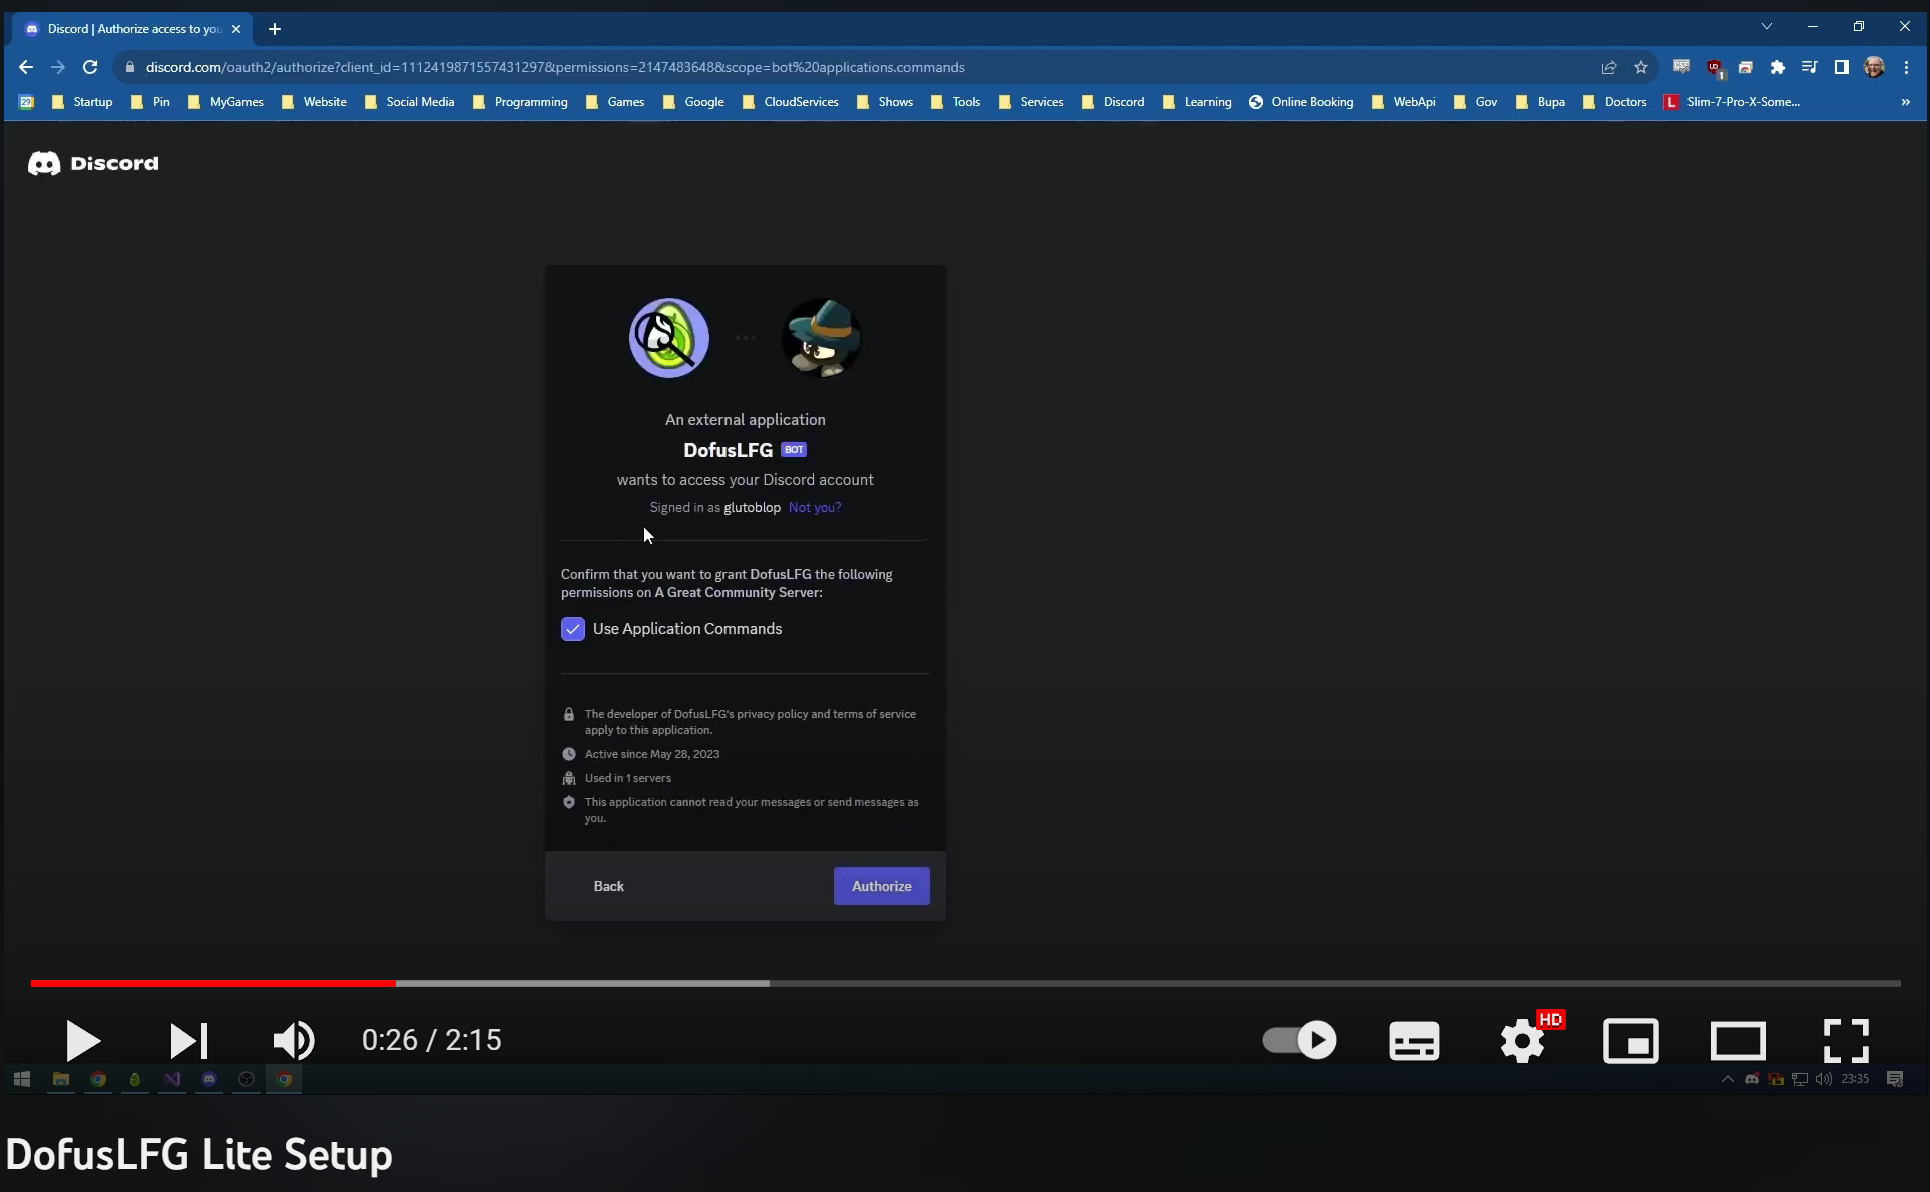 Discord | Authorize access to you
discord.com/oauth2/authorize?client_id=1112419871557431297&permissions=2147483648&scope=bot%20applications.commands
29 Startup Pin MyGames Website Social Media Programming Games Google CloudServices Shows Tools Services Discord Learning Online Booking WebApi Gov Bupa Doctors L Slim-7-Pro-X-Some... »
Discord
An external application
DofusLFG BOT
wants to access your Discord account
Signed in as glutoblop Not you?
Confirm that you want to grant DofusLFG the following
permissions on A Great Community Server:
Use Application Commands
The developer of DofusLFG's privacy policy and terms of service
apply to this application.
Active since May 28, 2023
Used in 1 servers
This application cannot read your messages or send messages as
you.
Back Authorize
0:26 / 2:15 HD
23:35
DofusLFG Lite Setup